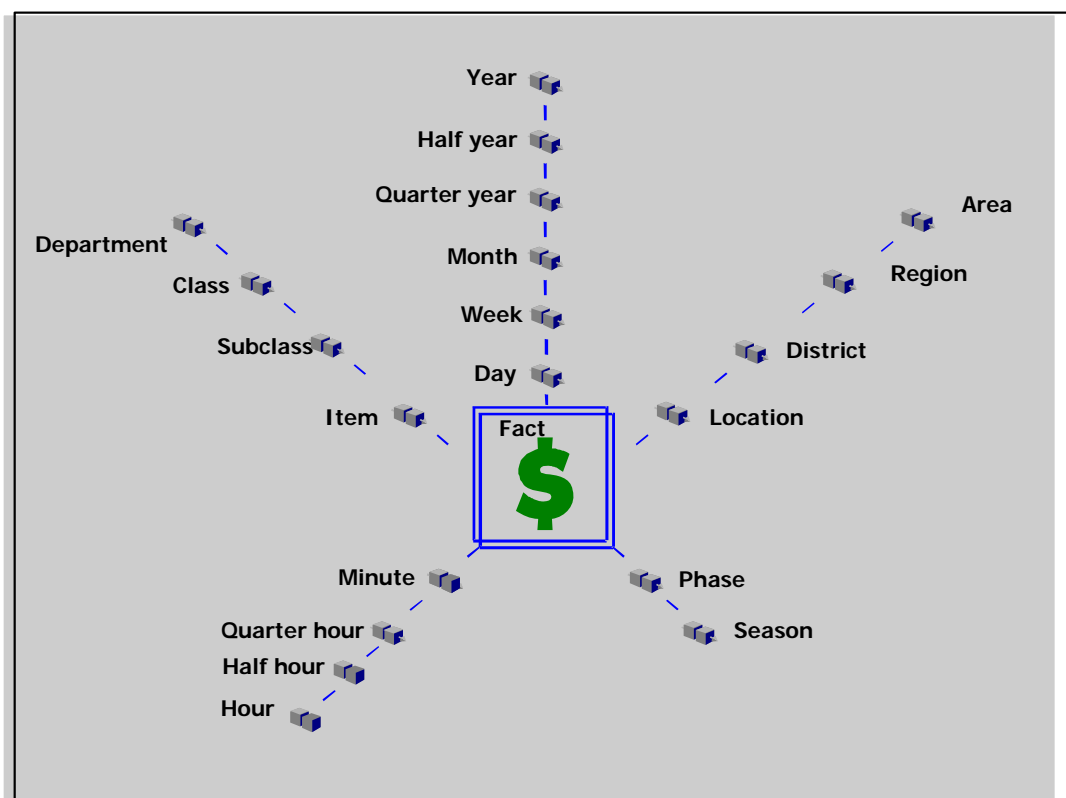 Year
Half year
Quarter year
Area
Department
Month
Region
Class
Week
Subclass
District
Day
Item
Location
Fact
$
Minute
Phase
Quarter hour
Season
Half hour
Hour